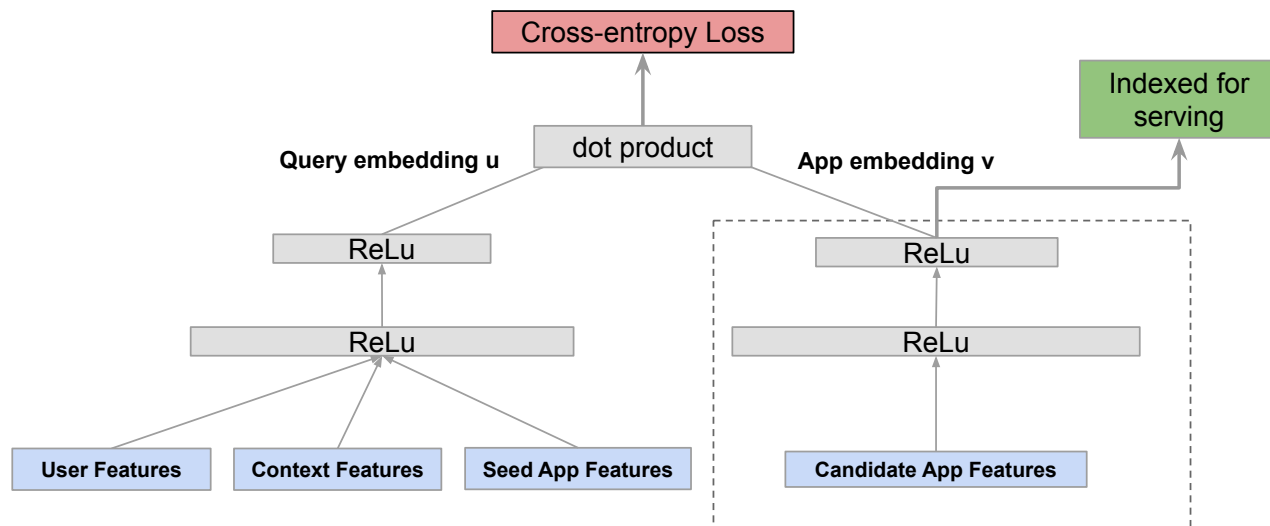 Cross-entropy Loss
Indexed for
serving
dot product
Query embedding u
App embedding v
ReLu
ReLu
ReLu
ReLu
User Features
Context Features
Seed App Features
Candidate App Features